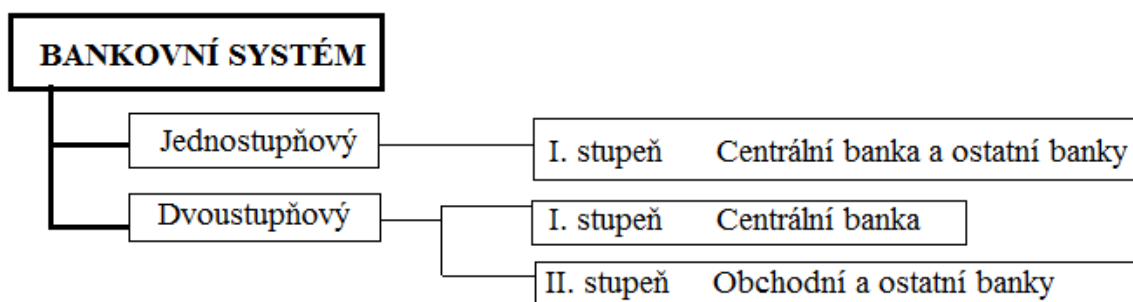 BANKOVNÍ SYSTÉM
Jednostupňový
I. stupeň Centrální banka a ostatní banky
Dvoustupňový
I. stupeň Centrální banka
II. stupeň Obchodní a ostatní banky